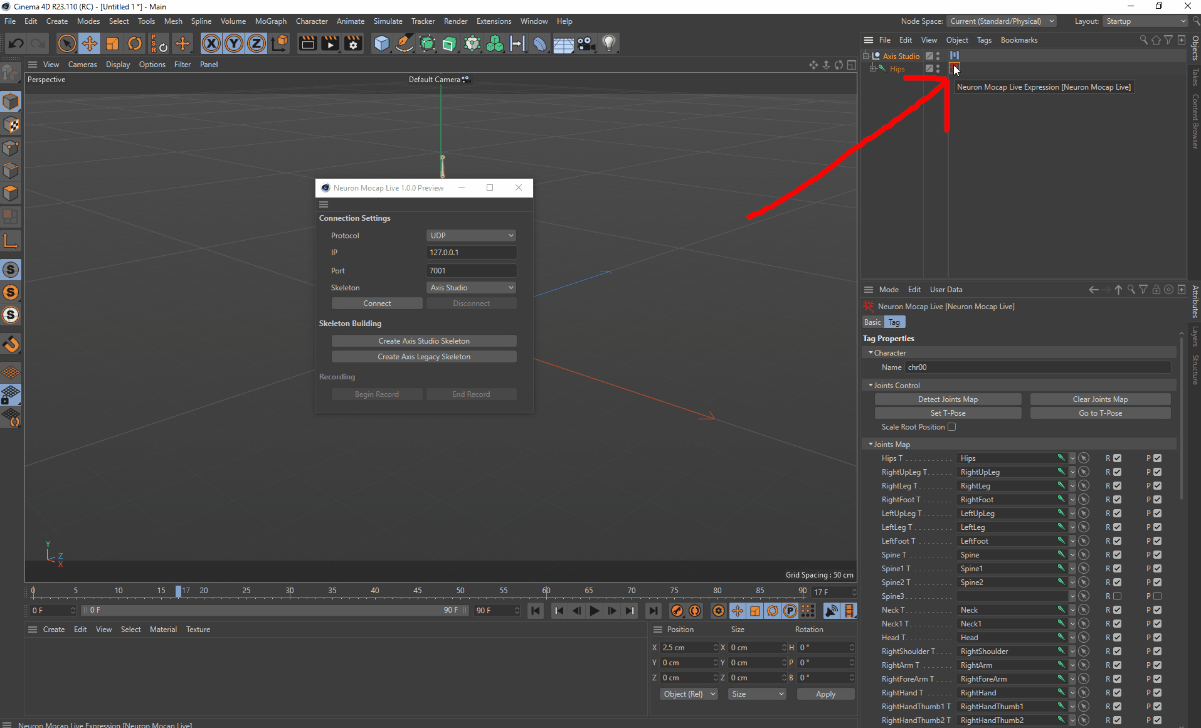 Cinema 4D R23.110 (RC) - [Untitled 1 *] - Main
File Edit Create Modes Select Tools Mesh Spline Volume MoGraph Character Animate Simulate Tracker Render Extensions Window Help Node Space: Current (Standard/Physical) Layout: Startup
File Edit View Object Tags Bookmarks
View Cameras Display Options Filter Panel
Perspective Default Camera
Axis Studio
Hips
Neuron Mocap Live Expression [Neuron Mocap Live]
Objects
Takes
Content Browser
Neuron Mocap Live 1.0.0 Preview
Connection Settings
Protocol UDP
IP 127.0.0.1
Port 7001
Skeleton Axis Studio
Connect Disconnect
Skeleton Building
Create Axis Studio Skeleton
Create Axis Legacy Skeleton
Recording
Begin Record End Record
Mode Edit User Data
Neuron Mocap Live [Neuron Mocap Live]
Basic Tag
Tag Properties
Character
Name chr00
Joints Control
Detect Joints Map Clear Joints Map
Set T-Pose Go to T-Pose
Scale Root Position
Joints Map
Hips T Hips R P
RightUpLeg T RightUpLeg R P
RightLeg T RightLeg R P
RightFoot T RightFoot R P
LeftUpLeg T LeftUpLeg R P
LeftLeg T LeftLeg R P
LeftFoot T LeftFoot R P
Spine T Spine R P
Spine1 T Spine1 R P
Spine2 T Spine2 R P
Spine3 R P
Neck T Neck R P
Neck1 T Neck1 R P
Head T Head R P
RightShoulder T RightShoulder R P
RightArm T RightArm R P
RightForeArm T RightForeArm R P
RightHand T RightHand R P
RightHandThumb1 T RightHandThumb1 R P
RightHandThumb2 T RightHandThumb2 R P
Attributes
Layers
Structure
Y
Z
X
Grid Spacing : 50 cm
0 5 10 15 17 20 25 30 35 40 45 50 55 60 65 70 75 80 85 90 17 F
0 F 0 F 90 F 90 F
Create Edit View Select Material Texture
Position Size Rotation
X 2.5 cm X 0 cm H 0 °
Y 0 cm Y 0 cm P 0 °
Z 0 cm Z 0 cm B 0 °
Object (Rel) Size Apply
Neuron Mocap Live Expression [Neuron Mocap Live]